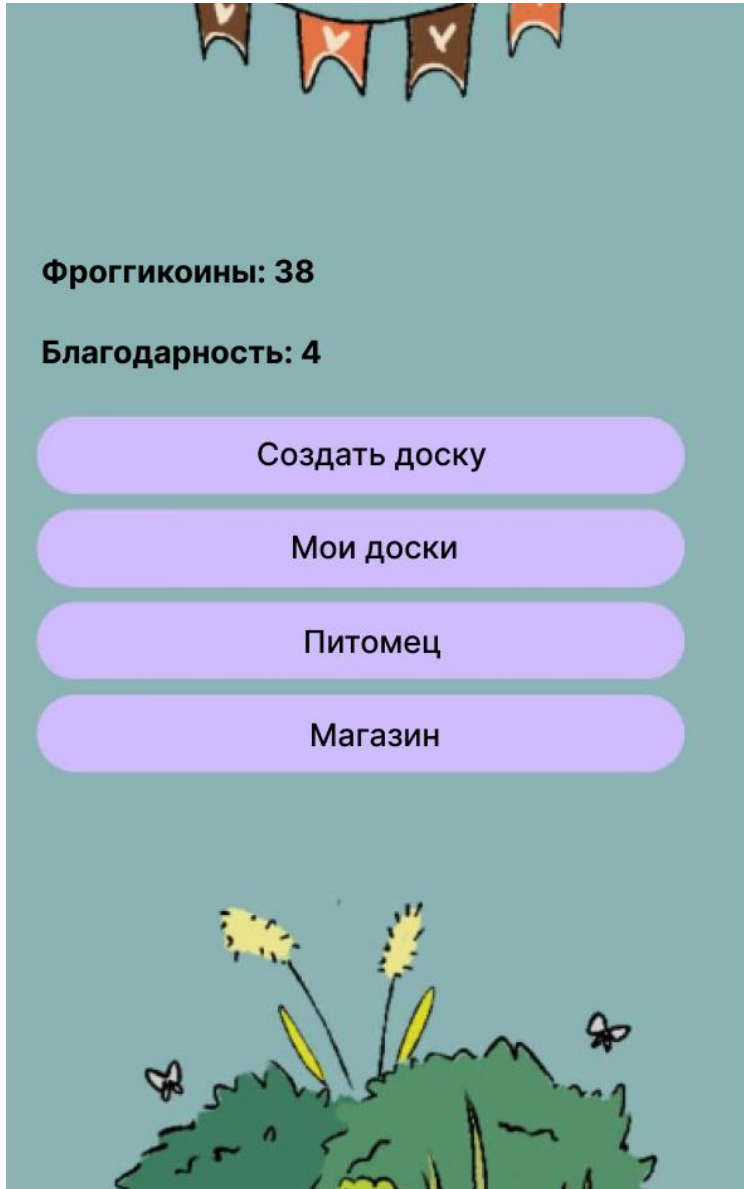 Фроггикоины: 38
Благодарность: 4
Создать доску
Мои доски
Питомец
Магазин